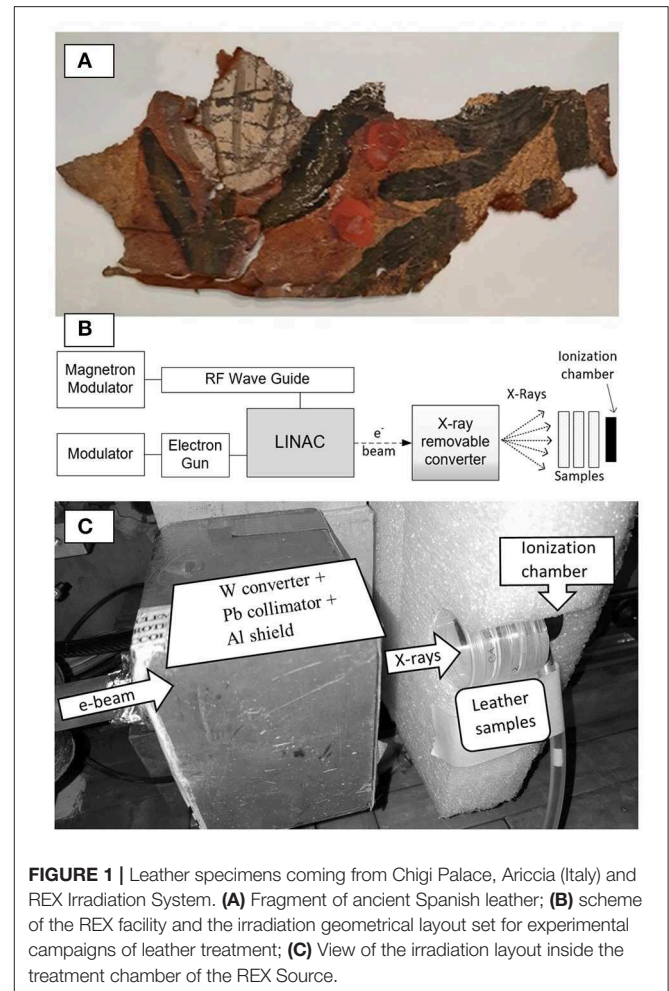 A
B
Magnetron
Modulator
RF Wave Guide
Modulator
Electron
Gun
LINAC
e-
beam
X-ray
removable
converter
X-Rays
Ionization
chamber
Samples
C
W converter +
Pb collimator +
Al shield
e-beam
X-rays
Ionization
chamber
Leather
samples
FIGURE 1 | Leather specimens coming from Chigi Palace, Ariccia (Italy) and
REX Irradiation System. (A) Fragment of ancient Spanish leather; (B) scheme
of the REX facility and the irradiation geometrical layout set for experimental
campaigns of leather treatment; (C) View of the irradiation layout inside the
treatment chamber of the REX Source.